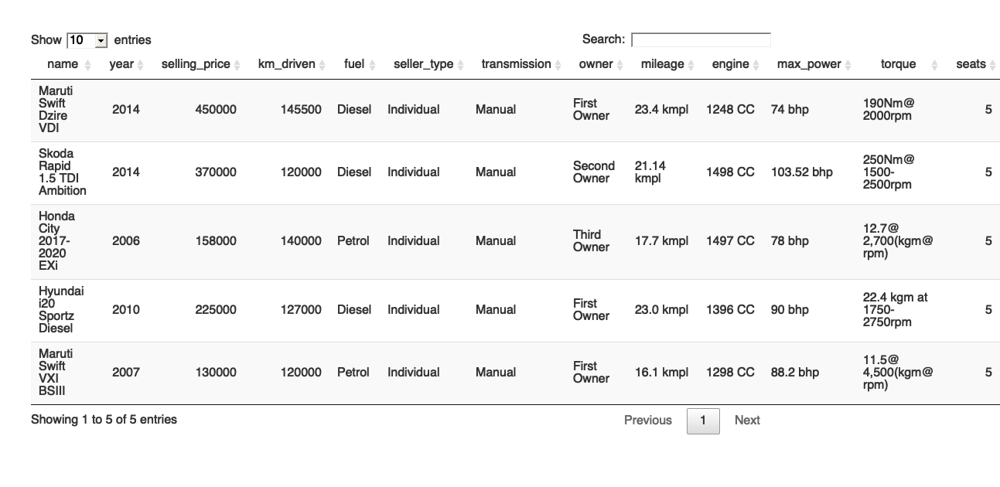 Show 10 entries Search:
name year selling_price km_driven fuel seller_type transmission owner mileage engine max_power torque seats
Maruti
Swift
Dzire
VDI
2014 450000 145500 Diesel Individual Manual
First
Owner
23.4 kmpl 1248 CC 74 bhp
190Nm@
2000rpm
5
Skoda
Rapid
1.5 TDI
Ambition
2014 370000 120000 Diesel Individual Manual
Second
Owner
21.14
kmpl
1498 CC 103.52 bhp
250Nm@
1500-
2500rpm
5
Honda
City
2017-
2020
EXi
2006 158000 140000 Petrol Individual Manual
Third
Owner
17.7 kmpl 1497 CC 78 bhp
12.7@
2,700(kgm@
rpm)
5
Hyundai
i20
Sportz
Diesel
2010 225000 127000 Diesel Individual Manual
First
Owner
23.0 kmpl 1396 CC 90 bhp
22.4 kgm at
1750-
2750rpm
5
Maruti
Swift
VXI
BSIII
2007 130000 120000 Petrol Individual Manual
First
Owner
16.1 kmpl 1298 CC 88.2 bhp
11.5@
4,500(kgm@
rpm)
5
Showing 1 to 5 of 5 entries Previous 1 Next